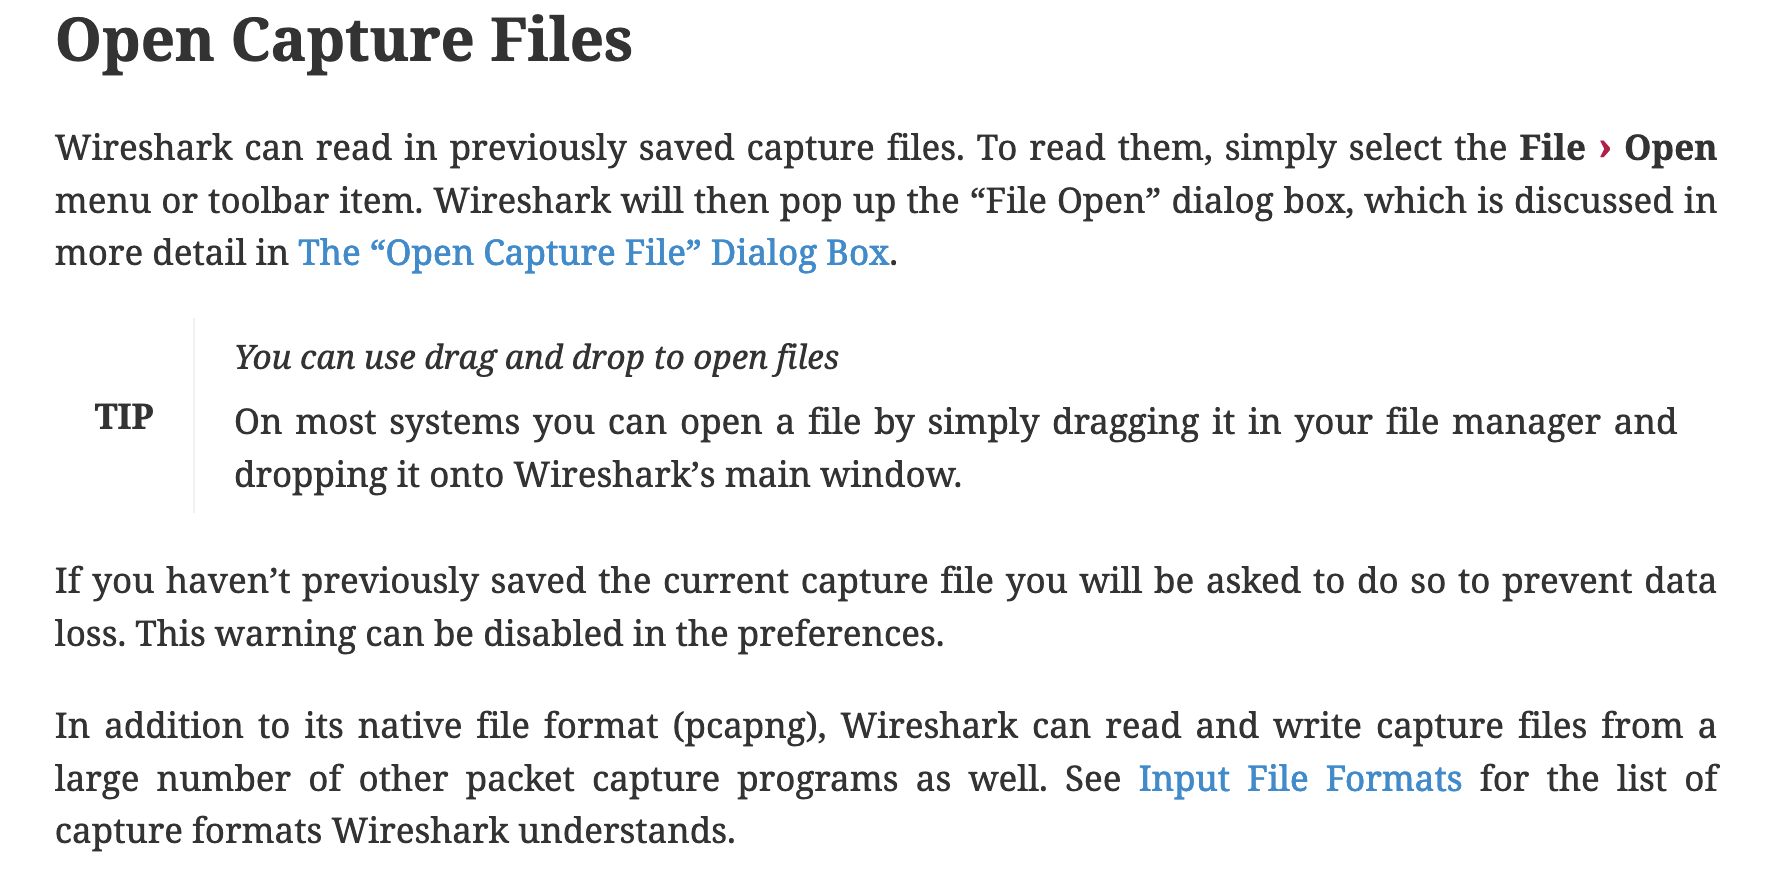 Open Capture Files
Wireshark can read in previously saved capture files. To read them, simply select the File › Open
menu or toolbar item. Wireshark will then pop up the “File Open” dialog box, which is discussed in
more detail in The “Open Capture File” Dialog Box.
You can use drag and drop to open files
TIP
On most systems you can open a file by simply dragging it in your file manager and
dropping it onto Wireshark’s main window.
If you haven’t previously saved the current capture file you will be asked to do so to prevent data
loss. This warning can be disabled in the preferences.
In addition to its native file format (pcapng), Wireshark can read and write capture files from a
large number of other packet capture programs as well. See Input File Formats for the list of
capture formats Wireshark understands.